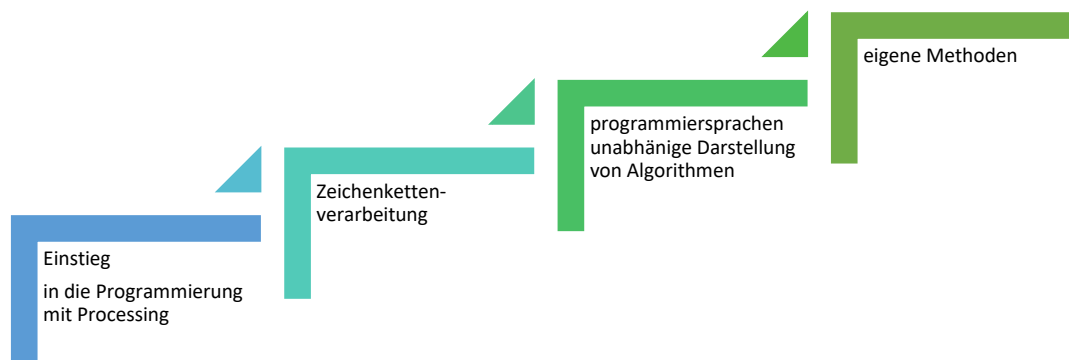 Einstieg
in die Programmierung
mit Processing
Zeichenketten-
verarbeitung
programmiersprachen
unabhänige Darstellung
von Algorithmen
eigene Methoden